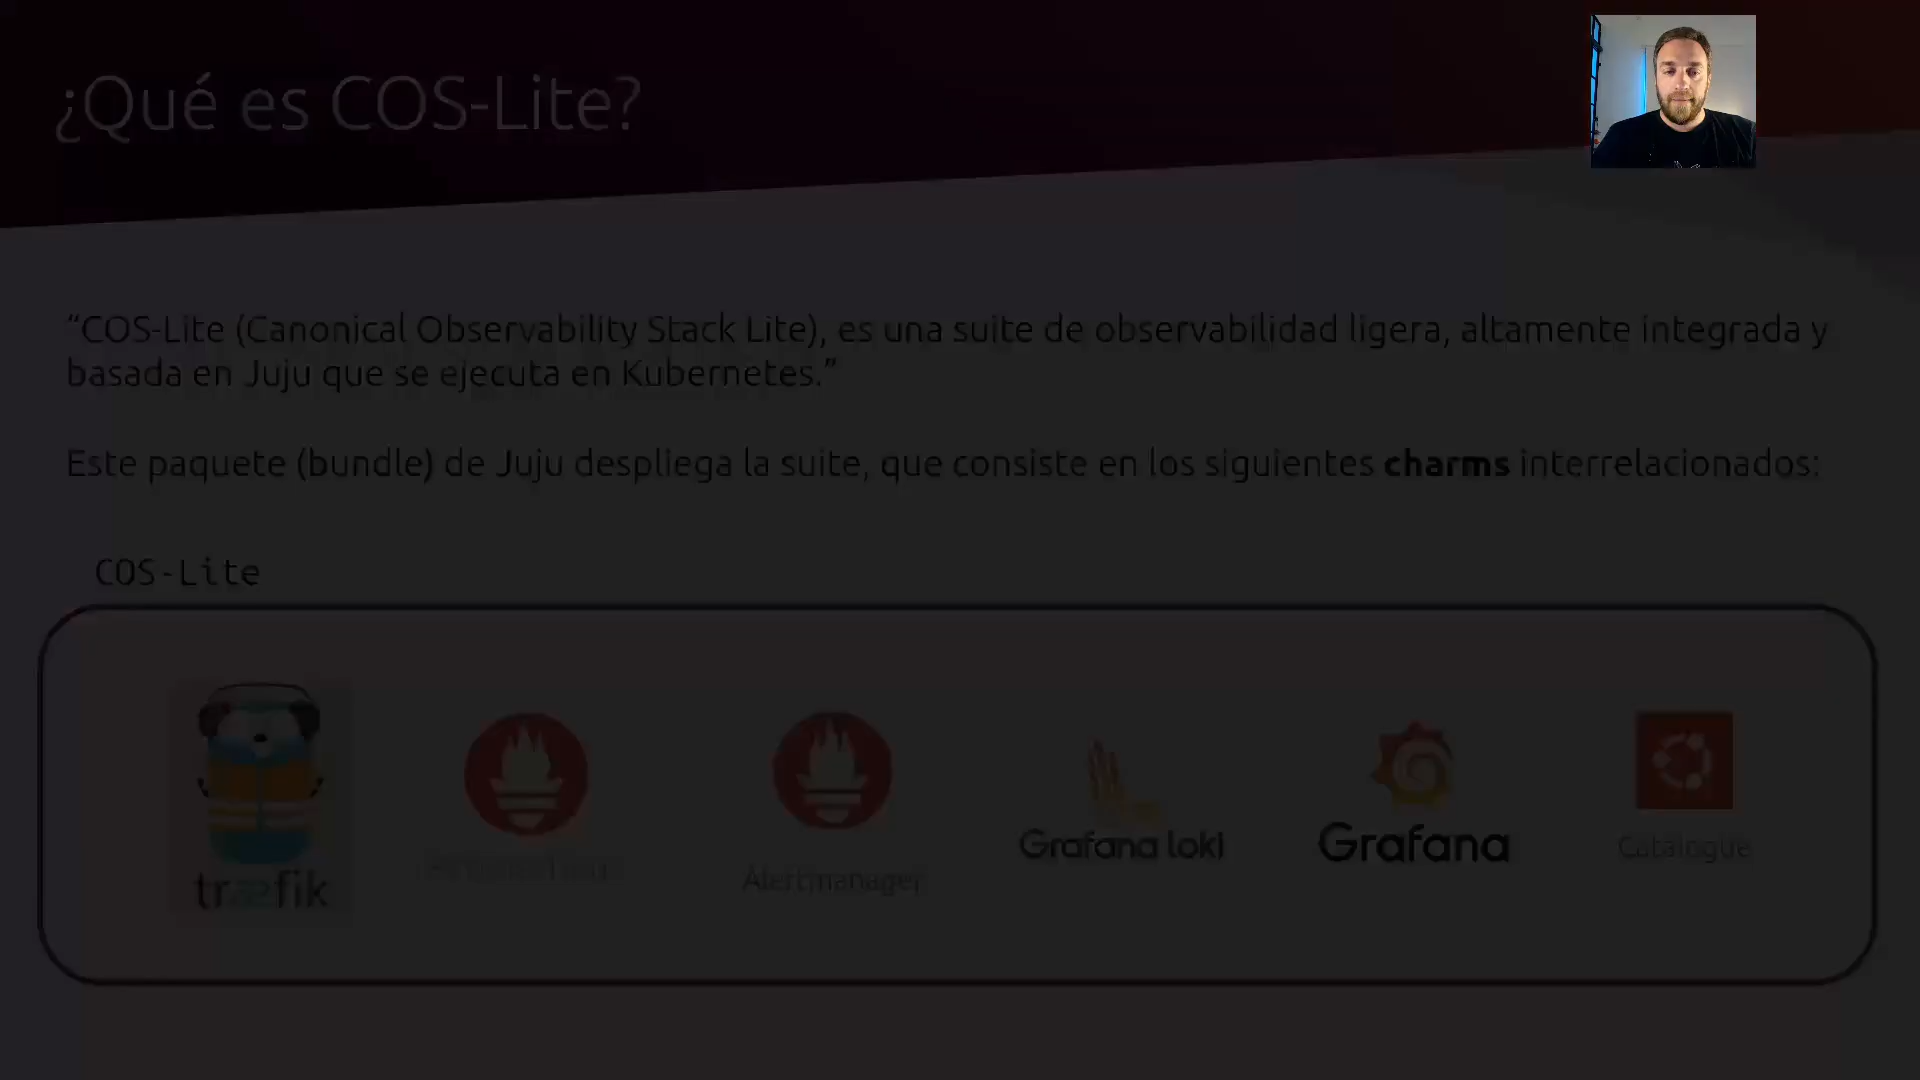 ¿Qué es COS-Lite?
“COS-Lite (Canonical Observability Stack Lite), es una suite de observabilidad ligera, altamente integrada y
basada en Juju que se ejecuta en Kubernetes.”
Este paquete (bundle) de Juju despliega la suite, que consiste en los siguientes charms interrelacionados:
COS-Lite
træfik
Alertmanager
Grafana loki
Grafana
Catalogue